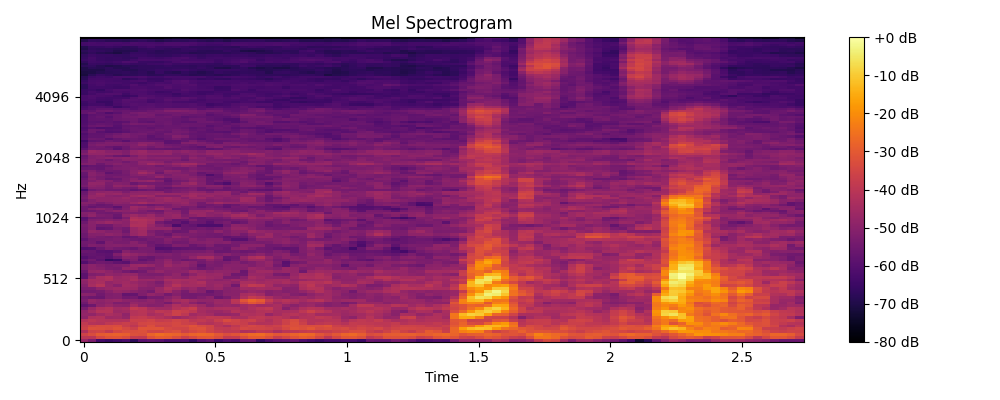 Mel Spectrogram
+0 dB
-10 dB
-20 dB
-30 dB
-40 dB
-50 dB
-60 dB
-70 dB
-80 dB
Hz
4096
2048
1024
512
0
0 0.5 1 1.5 2 2.5
Time